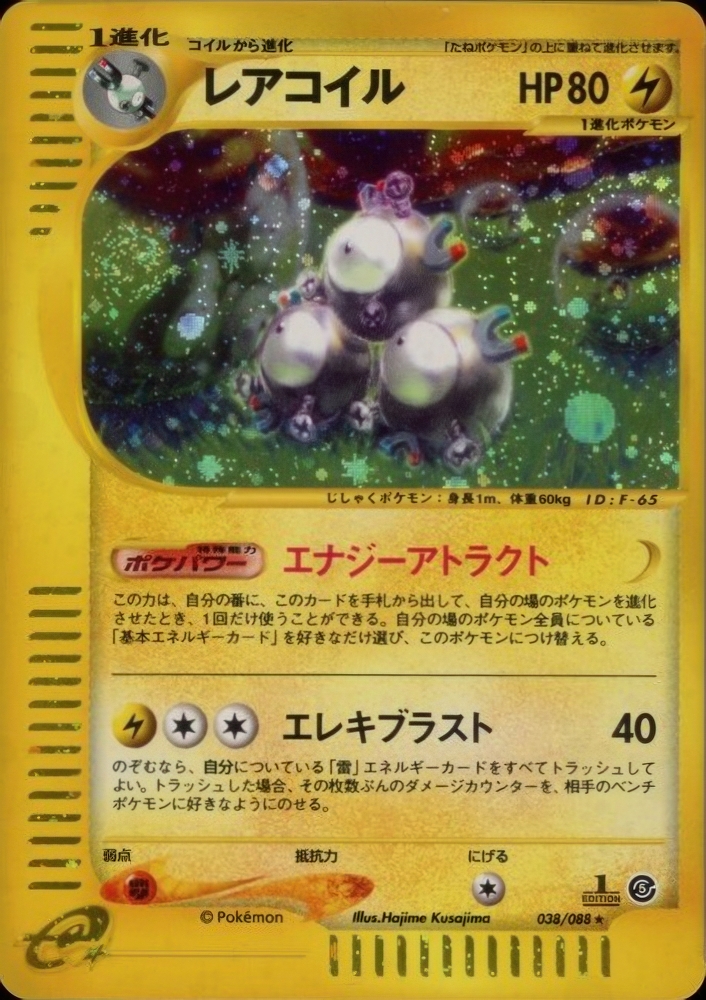 1進化
コイルから進化
「たねポケモン」の上に重ねて進化させます。
レアコイル
HP80
1進化ポケモン
じしゃくポケモン：身長1m、体重60kg ID:F-65
特殊能力
ポケパワー
エナジーアトラクト
この力は、自分の番に、このカードを手札から出して、自分の場のポケモンを進化
させたとき、1回だけ使うことができる。自分の場のポケモン全員についている
「基本エネルギーカード」を好きなだけ選び、このポケモンにつけ替える。
エレキブラスト
40
のぞむなら、自分についている「雷」エネルギーカードをすべてトラッシュして
よい。トラッシュした場合、その枚数ぶんのダメージカウンターを、相手のベンチ
ポケモンに好きなようにのせる。
弱点 抵抗力 にげる
1
EDITION
5
© Pokémon Illus.Hajime Kusajima 038/088 ★
e